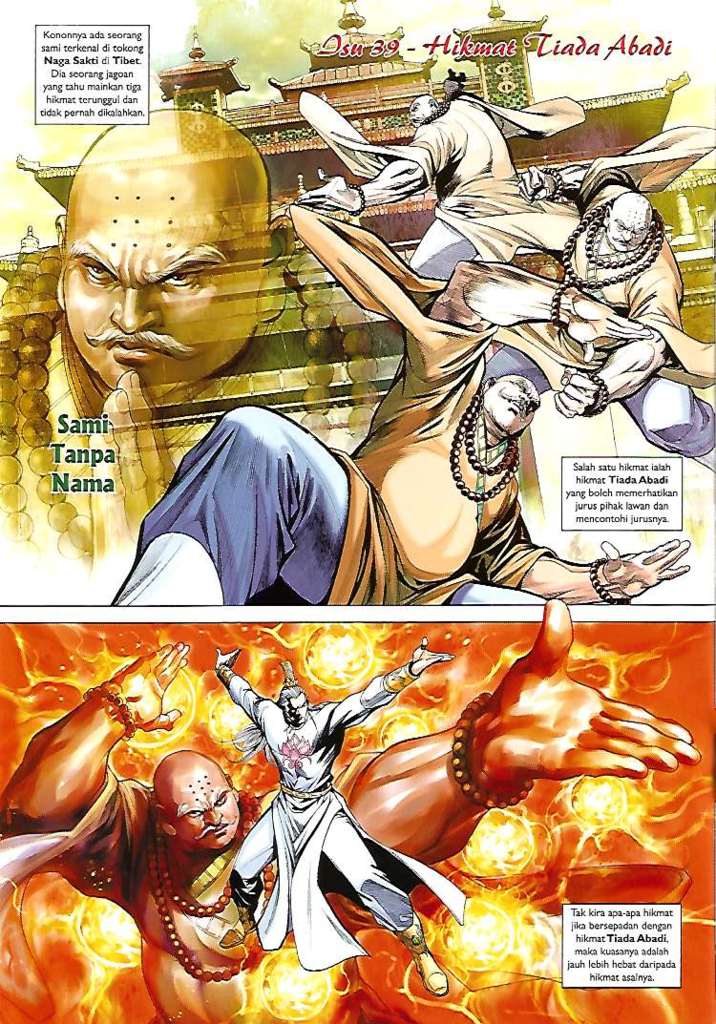 Isu 39 - Hikmat Tiada Abadi
Kononnya ada seorang
sami terkenal di tokong
Naga Sakti di Tibet.
Dia seorang jagoan
yang tahu mainkan tiga
hikmat terunggul dan
tidak pernah dikalahkan.
Sami
Tanpa
Nama
Salah satu hikmat ialah
hikmat Tiada Abadi
yang boleh memerhatikan
jurus pihak lawan dan
mencontohi jurusnya.
Tak kira apa-apa hikmat
jika bersepadan dengan
hikmat Tiada Abadi,
maka kuasanya adalah
jauh lebih hebat daripada
hikmat asalnya.